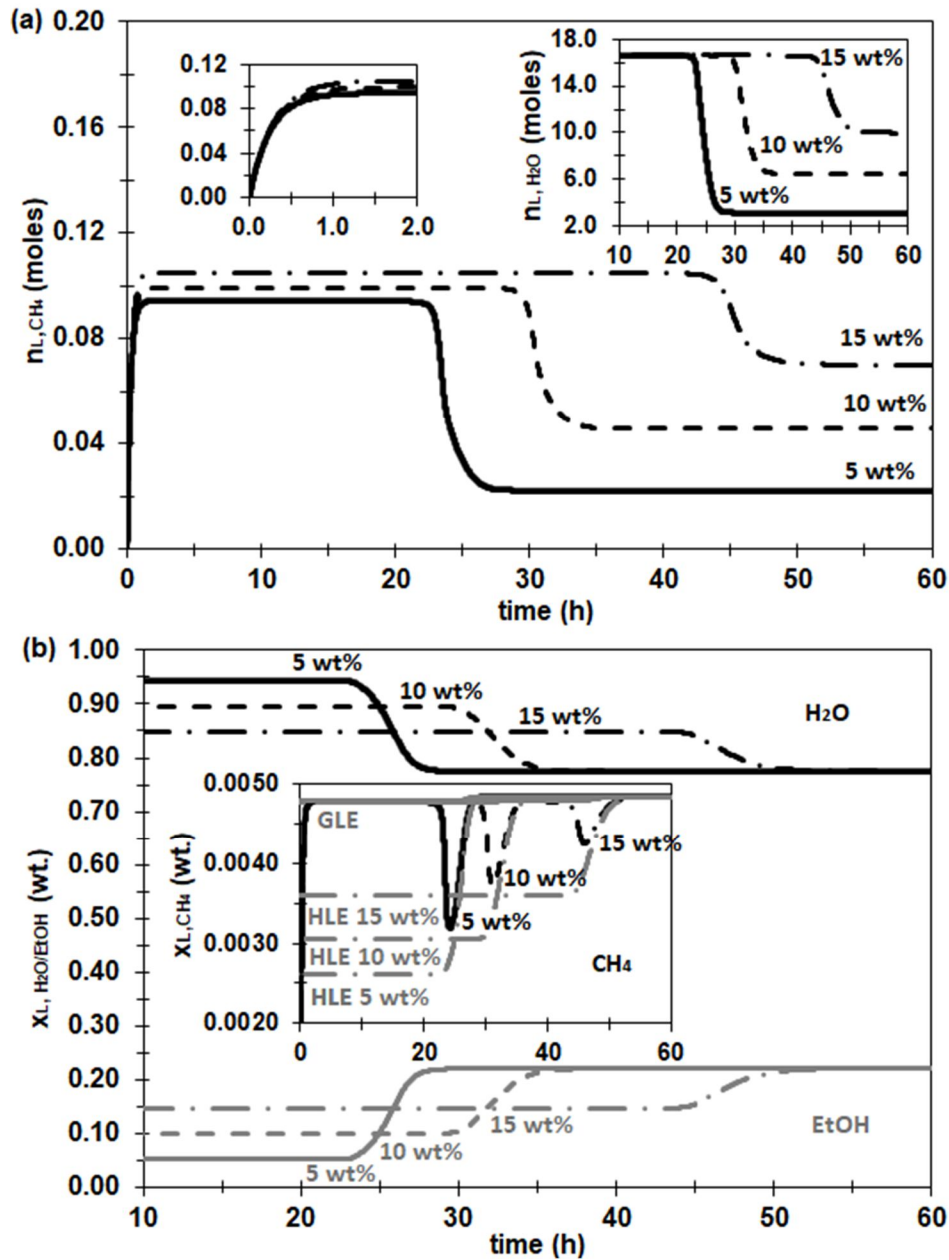 (a)
n L,CH₄ (moles)
0.20
0.16
0.12
0.08
0.04
0.00
0 10 20 30 40 50 60
time (h)
0.12
0.08
0.04
0.00
0.0 0.5 1.0 1.5 2.0
n L, H₂O (moles)
18.0
14.0
10.0
6.0
2.0
10 20 30 40 50 60
15 wt%
10 wt%
5 wt%
15 wt%
10 wt%
5 wt%
(b)
x L, H₂O/EtOH (wt.)
1.00
0.90
0.80
0.70
0.60
0.50
0.40
0.30
0.20
0.10
0.00
10 20 30 40 50 60
time (h)
5 wt%
10 wt%
15 wt%
H₂O
x L,CH₄ (wt.)
0.0050
0.0040
0.0030
0.0020
0 20 40 60
GLE
15 wt%
10 wt%
5 wt%
HLE 15 wt%
HLE 10 wt%
HLE 5 wt%
CH₄
15 wt%
10 wt%
5 wt%
EtOH